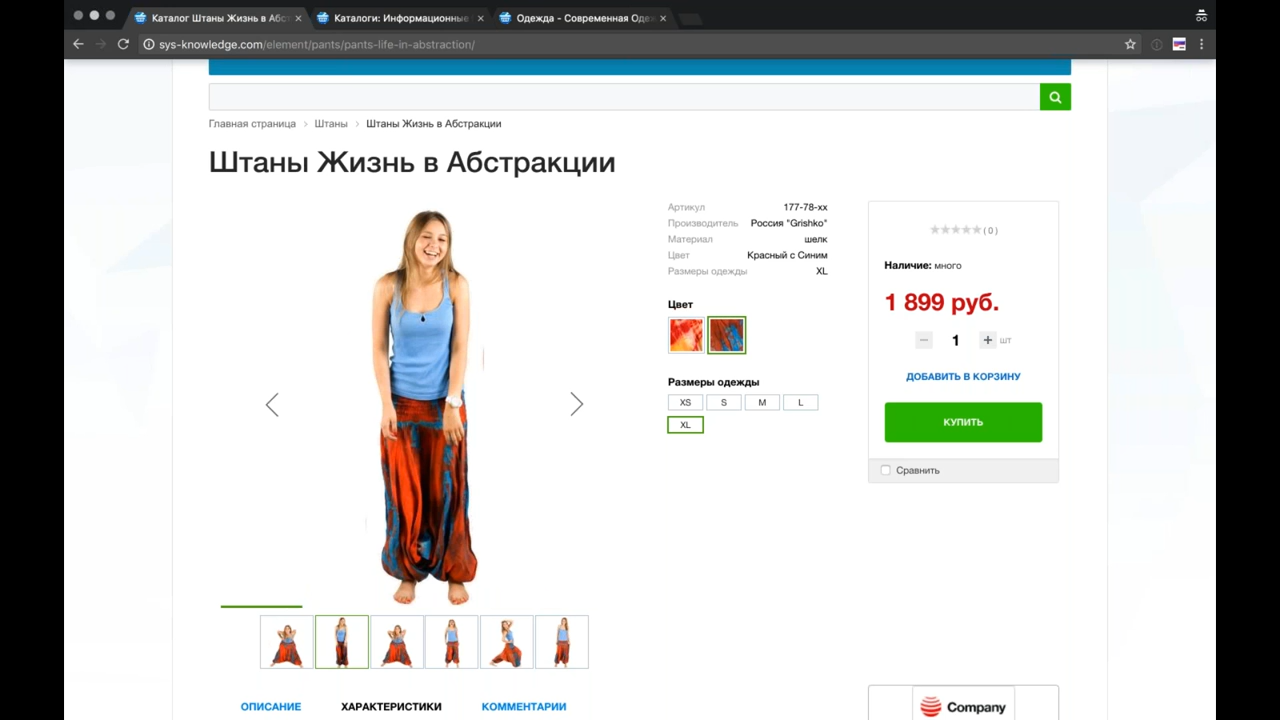 Каталог Штаны Жизнь в Абст
Каталоги: Информационные
Одежда - Современная Одеж
sys-knowledge.com/element/pants/pants-life-in-abstraction/
Главная страница > Штаны > Штаны Жизнь в Абстракции
Штаны Жизнь в Абстракции
Артикул 177-78-xx
Производитель Россия "Grishko"
Материал шелк
Цвет Красный с Синим
Размеры одежды XL
Цвет
Размеры одежды
XS S M L
XL
( 0 )
Наличие: много
1 899 руб.
− 1 + шт
ДОБАВИТЬ В КОРЗИНУ
КУПИТЬ
Сравнить
ОПИСАНИЕ ХАРАКТЕРИСТИКИ КОММЕНТАРИИ
Company